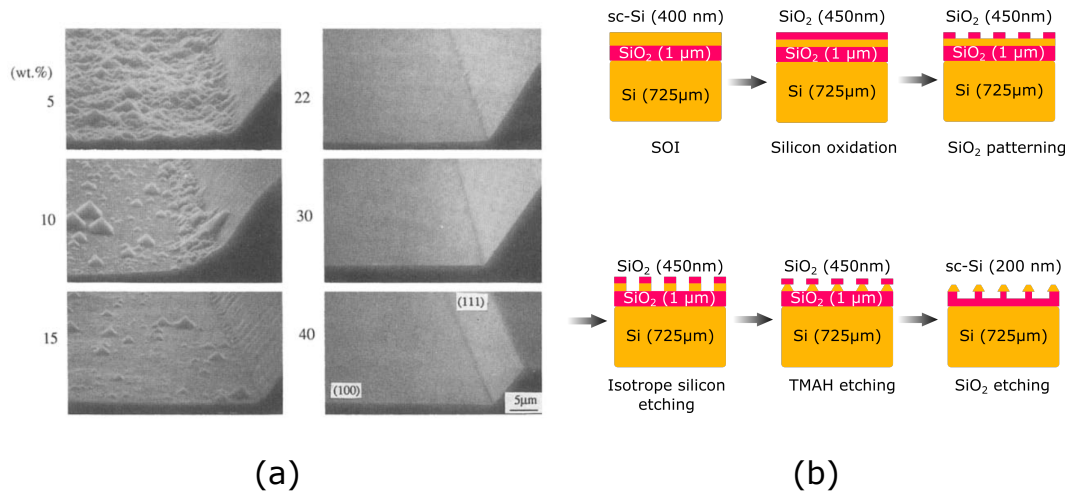 (wt.%)
5
10
15
22
30
40
(111)
(100)
5μm
(a)
sc-Si (400 nm)
SiO₂ (1 μm)
Si (725μm)
SOI
SiO₂ (450nm)
SiO₂ (1 μm)
Si (725μm)
Silicon oxidation
SiO₂ (450nm)
SiO₂ (1 μm)
Si (725μm)
SiO₂ patterning
SiO₂ (450nm)
SiO₂ (1 μm)
Si (725μm)
Isotrope silicon
etching
SiO₂ (450nm)
SiO₂ (1 μm)
Si (725μm)
TMAH etching
sc-Si (200 nm)
Si (725μm)
SiO₂ etching
(b)